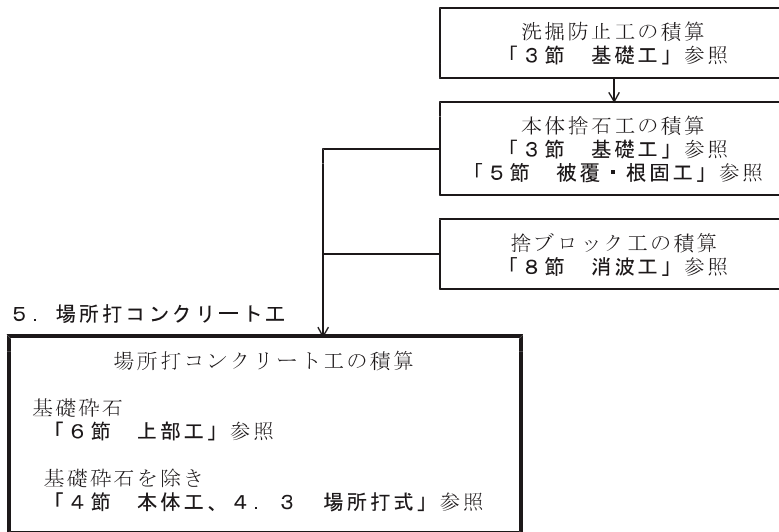 洗掘防止工の積算
「3節　基礎工」参照
本体捨石工の積算
「3節　基礎工」参照
「5節　被覆・根固工」参照
捨ブロック工の積算
「8節　消波工」参照
5．場所打コンクリート工
場所打コンクリート工の積算
基礎砕石
「6節　上部工」参照
基礎砕石を除き
「4節　本体工、4．3　場所打式」参照